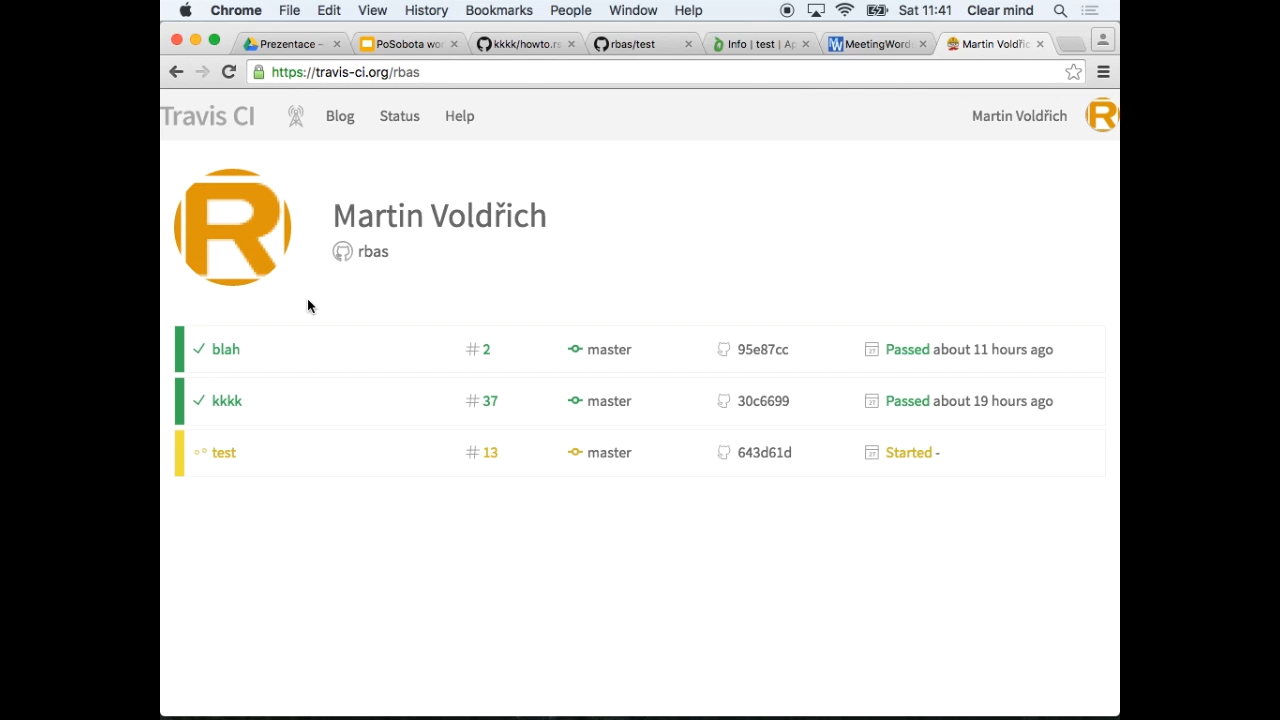 Chrome File Edit View History Bookmarks People Window Help Sat 11:41 Clear mind
Prezentace – PoSobota wo kkkk/howto.rs rbas/test Info | test | Ap MeetingWord Martin Voldřic
https://travis-ci.org/rbas
Travis CI Blog Status Help Martin Voldřich
R
Martin Voldřich
rbas
blah # 2 master 95e87cc Passed about 11 hours ago
kkkk # 37 master 30c6699 Passed about 19 hours ago
test # 13 master 643d61d Started -